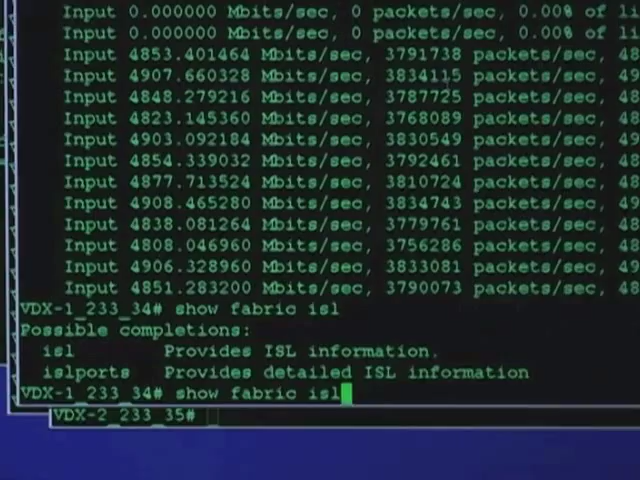 Input 0.000000 Mbits/sec, 0 packets/sec, 0.00% of li
Input 0.000000 Mbits/sec, 0 packets/sec, 0.00% of li
Input 4853.401464 Mbits/sec, 3791738 packets/sec, 48
Input 4907.660328 Mbits/sec, 3834115 packets/sec, 49
Input 4848.279216 Mbits/sec, 3787725 packets/sec, 48
Input 4823.145360 Mbits/sec, 3768089 packets/sec, 48
Input 4903.092184 Mbits/sec, 3830549 packets/sec, 49
Input 4854.339032 Mbits/sec, 3792461 packets/sec, 48
Input 4877.713524 Mbits/sec, 3810724 packets/sec, 48
Input 4908.465280 Mbits/sec, 3834743 packets/sec, 49
Input 4838.081264 Mbits/sec, 3779761 packets/sec, 48
Input 4808.046960 Mbits/sec, 3756286 packets/sec, 48
Input 4906.328960 Mbits/sec, 3833081 packets/sec, 49
Input 4851.283200 Mbits/sec, 3790073 packets/sec, 48
VDX-1_233_34# show fabric isl
Possible completions:
isl Provides ISL information.
islports Provides detailed ISL information
VDX-1_233_34# show fabric isl
VDX-2_233_35#